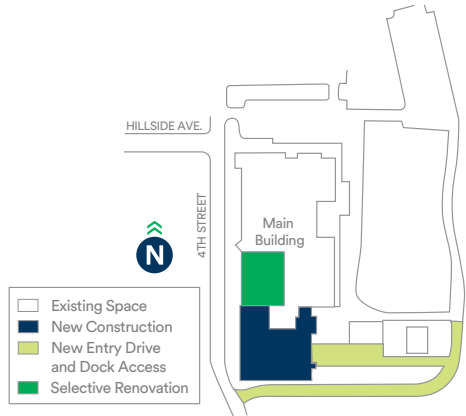 HILLSIDE AVE.
4TH STREET
Main
Building
N
Existing Space
New Construction
New Entry Drive
and Dock Access
Selective Renovation